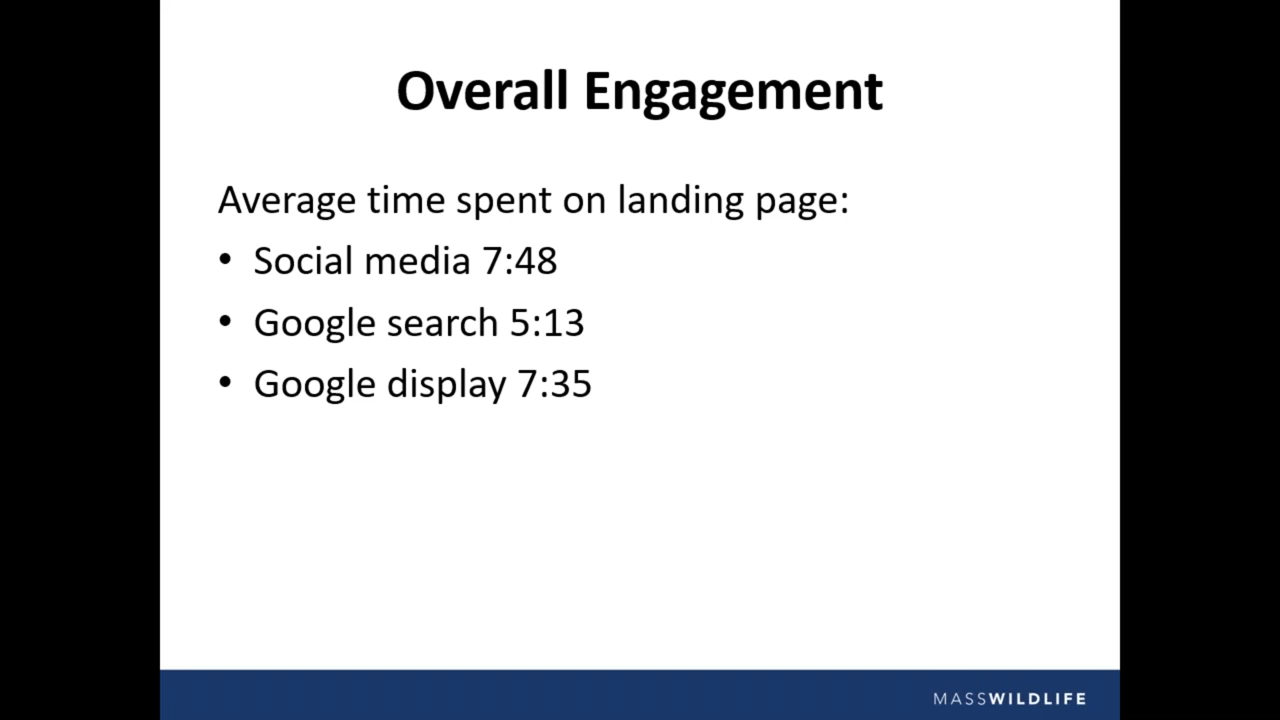 Overall Engagement
Average time spent on landing page:
• Social media 7:48
• Google search 5:13
• Google display 7:35
MASSWILDLIFE